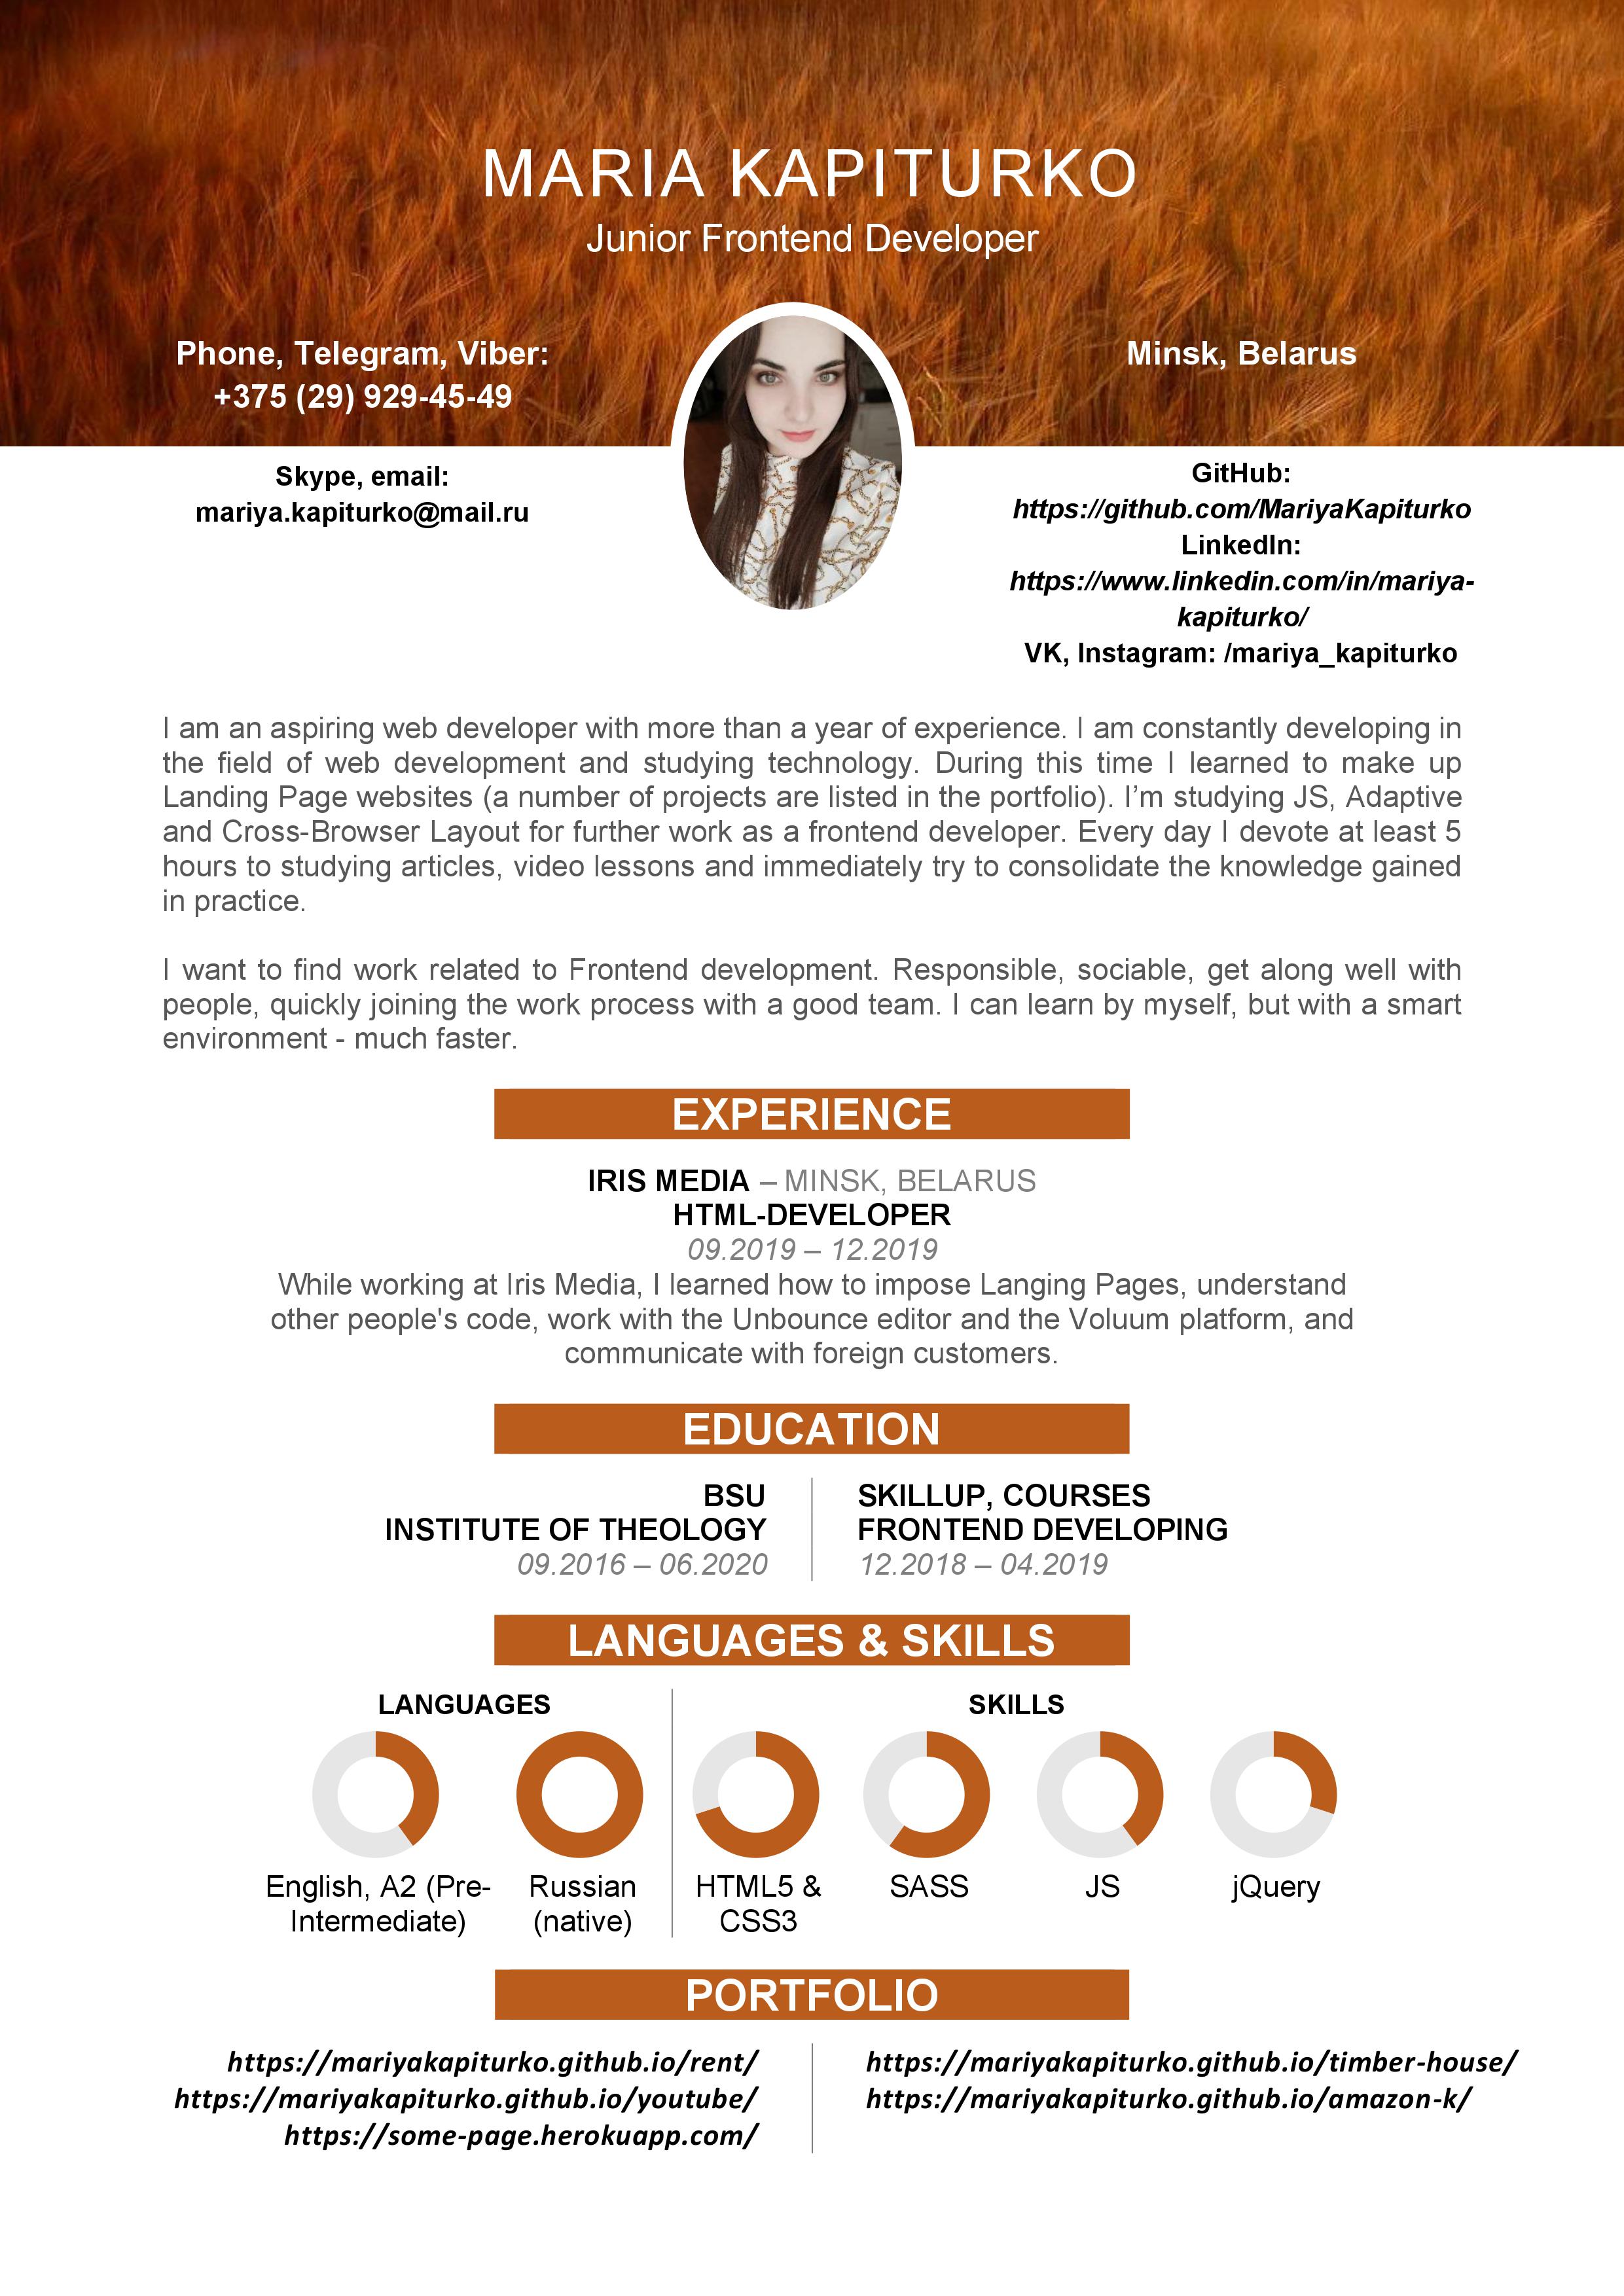 MARIA KAPITURKO
Junior Frontend Developer
Phone, Telegram, Viber:
+375 (29) 929-45-49
Minsk, Belarus
Skype, email:
mariya.kapiturko@mail.ru
GitHub:
https://github.com/MariyaKapiturko
LinkedIn:
https://www.linkedin.com/in/mariya-
kapiturko/
VK, Instagram: /mariya_kapiturko
I am an aspiring web developer with more than a year of experience. I am constantly developing in
the field of web development and studying technology. During this time I learned to make up
Landing Page websites (a number of projects are listed in the portfolio). I’m studying JS, Adaptive
and Cross-Browser Layout for further work as a frontend developer. Every day I devote at least 5
hours to studying articles, video lessons and immediately try to consolidate the knowledge gained
in practice.
I want to find work related to Frontend development. Responsible, sociable, get along well with
people, quickly joining the work process with a good team. I can learn by myself, but with a smart
environment - much faster.
EXPERIENCE
IRIS MEDIA – MINSK, BELARUS
HTML-DEVELOPER
09.2019 – 12.2019
While working at Iris Media, I learned how to impose Langing Pages, understand
other people's code, work with the Unbounce editor and the Voluum platform, and
communicate with foreign customers.
EDUCATION
BSU
INSTITUTE OF THEOLOGY
09.2016 – 06.2020
SKILLUP, COURSES
FRONTEND DEVELOPING
12.2018 – 04.2019
LANGUAGES & SKILLS
LANGUAGES
English, A2 (Pre-
Intermediate)
Russian
(native)
SKILLS
HTML5 &
CSS3
SASS
JS
jQuery
PORTFOLIO
https://mariyakapiturko.github.io/rent/
https://mariyakapiturko.github.io/youtube/
https://some-page.herokuapp.com/
https://mariyakapiturko.github.io/timber-house/
https://mariyakapiturko.github.io/amazon-k/